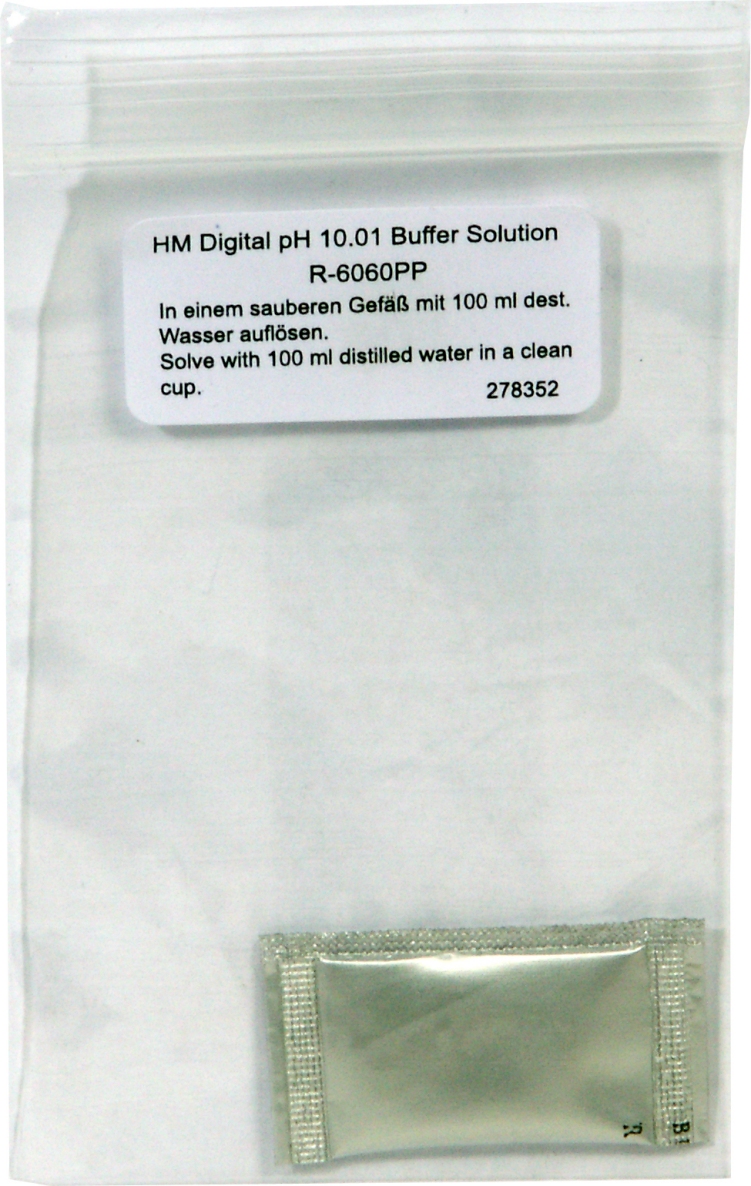 HM Digital pH 10.01 Buffer Solution
R-6060PP
In einem sauberen Gefäß mit 100 ml dest.
Wasser auflösen.
Solve with 100 ml distilled water in a clean
cup. 278352